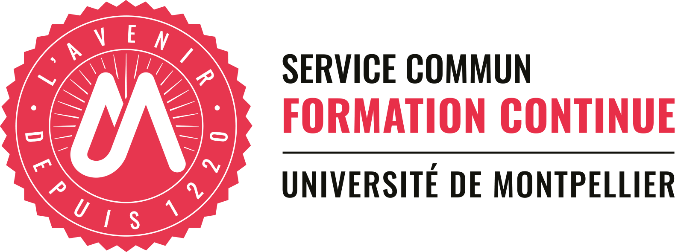 L'AVENIR
DEPUIS 1220
SERVICE COMMUN
FORMATION CONTINUE
UNIVERSITÉ DE MONTPELLIER